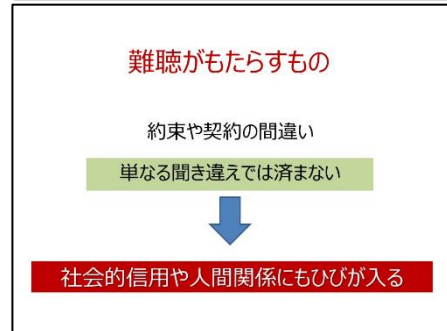 難聴がもたらすもの
約束や契約の間違い
単なる聞き違えでは済まない
社会的信用や人間関係にもひびが入る